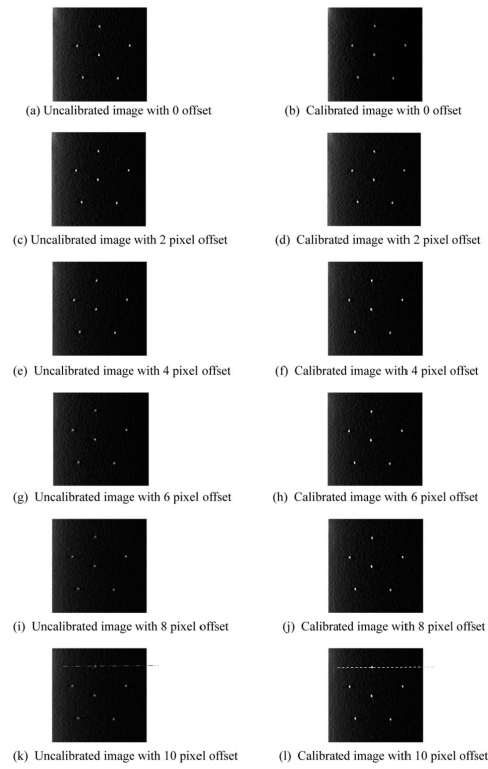 (a) Uncalibrated image with 0 offset
(b) Calibrated image with 0 offset
(c) Uncalibrated image with 2 pixel offset
(d) Calibrated image with 2 pixel offset
(e) Uncalibrated image with 4 pixel offset
(f) Calibrated image with 4 pixel offset
(g) Uncalibrated image with 6 pixel offset
(h) Calibrated image with 6 pixel offset
(i) Uncalibrated image with 8 pixel offset
(j) Calibrated image with 8 pixel offset
(k) Uncalibrated image with 10 pixel offset
(l) Calibrated image with 10 pixel offset